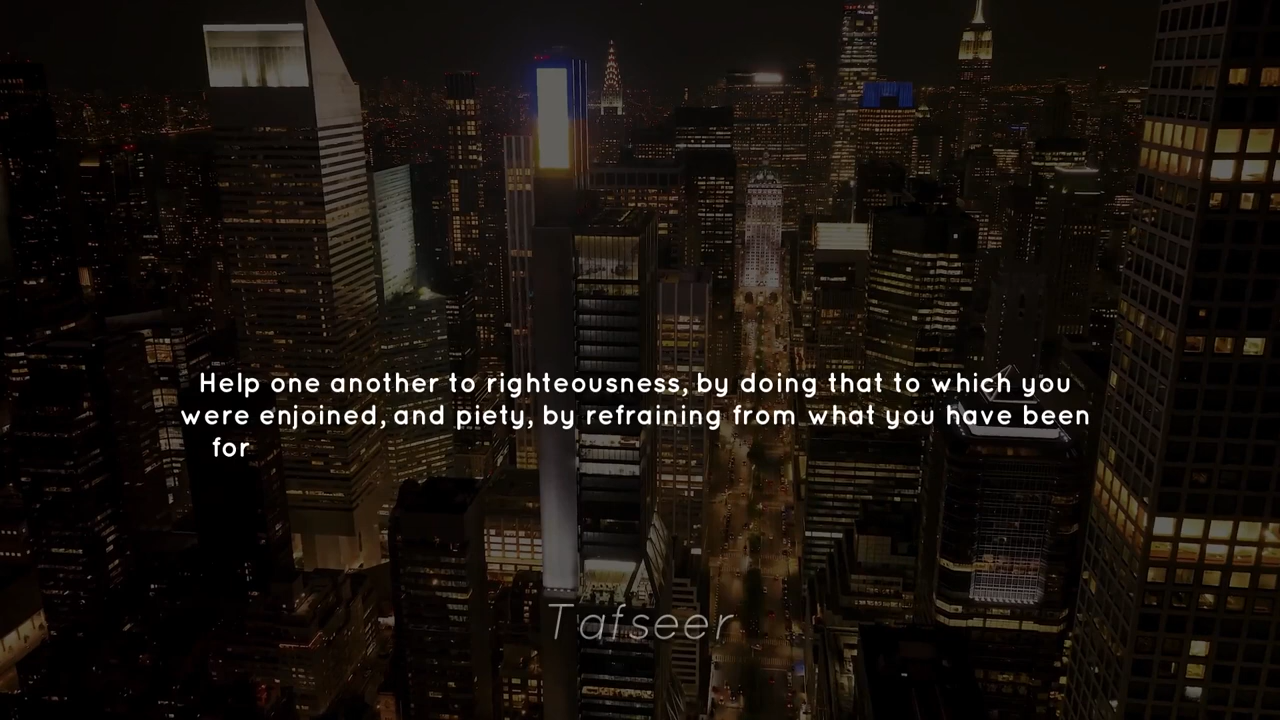 Help one another to righteousness, by doing that to which you
were enjoined, and piety, by refraining from what you have been
for
Tafseer